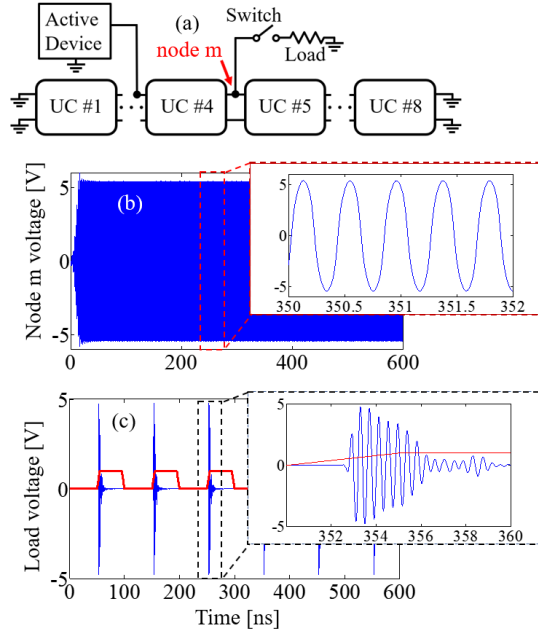 (a)
Active
Device
Switch
node m
Load
UC #1
UC #4
UC #5
UC #8
Node m voltage [V]
5
0
-5
(b)
0
200
400
600
5
0
-5
350
350.5
351
351.5
352
Load voltage [V]
5
0
-5
(c)
0
100
200
300
400
500
600
Time [ns]
5
0
-5
352
354
356
358
360